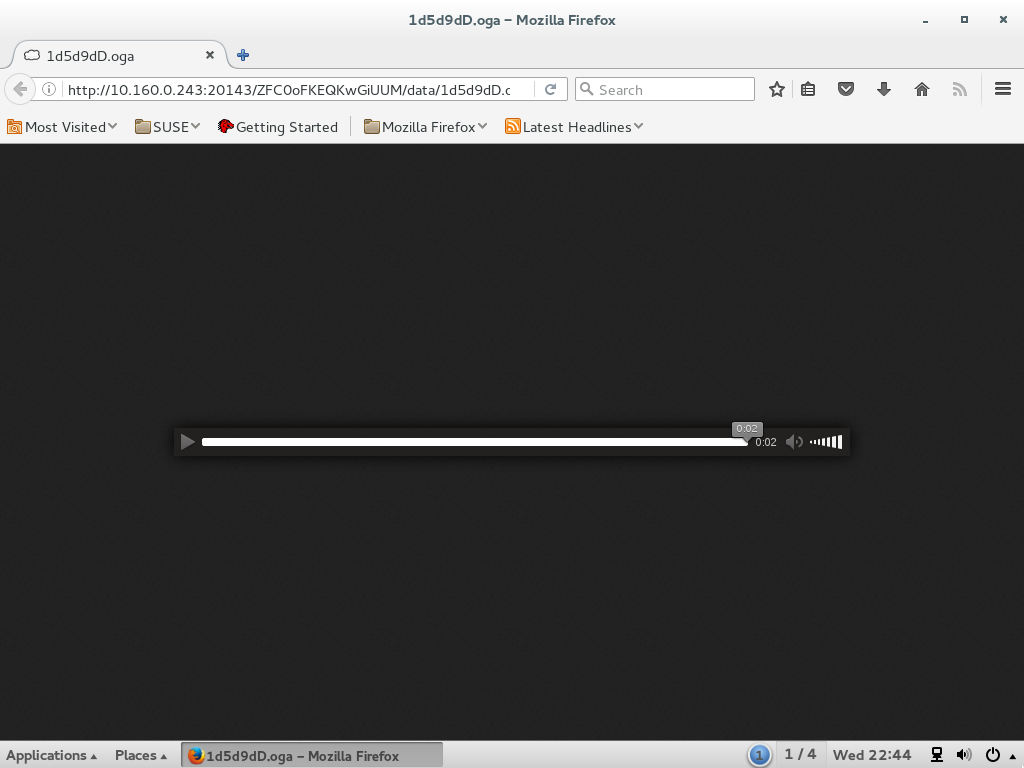 1d5d9dD.oga – Mozilla Firefox
1d5d9dD.oga
http://10.160.0.243:20143/ZFC0oFKEQKwGiUUM/data/1d5d9dD.o
Search
Most Visited SUSE Getting Started Mozilla Firefox Latest Headlines
0:02
0:02
Applications Places 1d5d9dD.oga – Mozilla Firefox 1 1 / 4 Wed 22:44